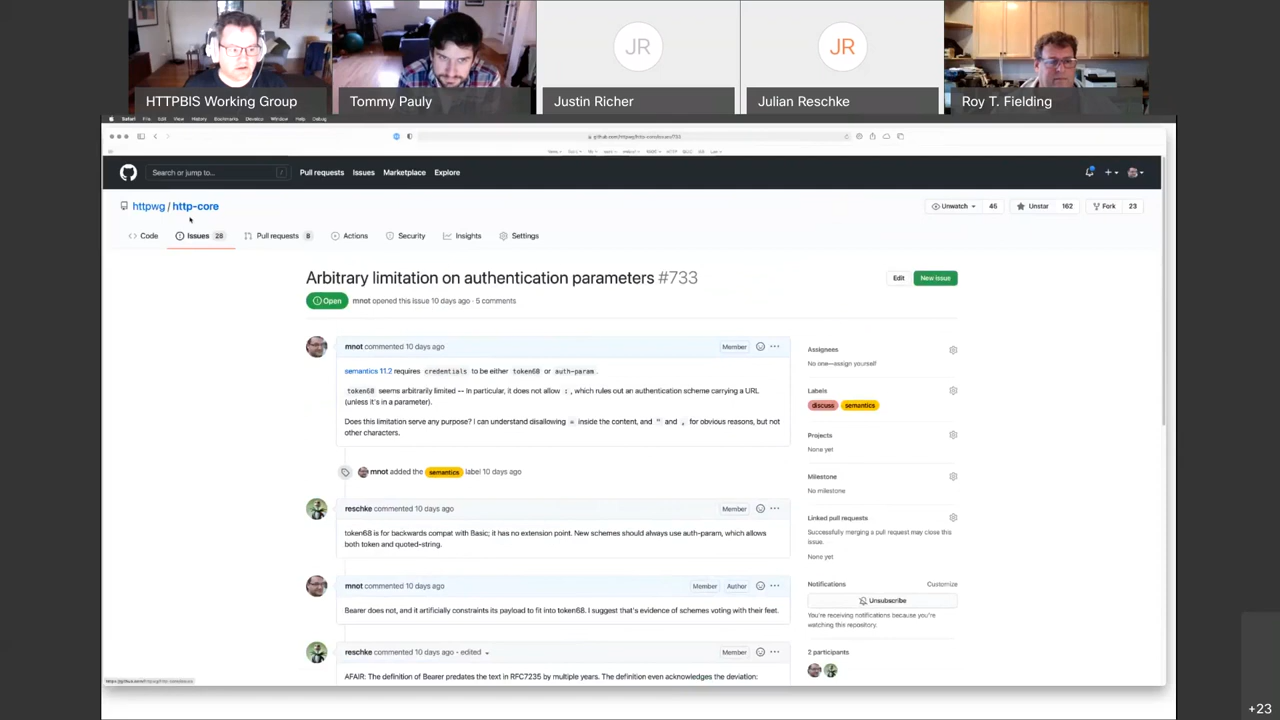 JR
JR
HTTPBIS Working Group
Tommy Pauly
Justin Richer
Julian Reschke
Roy T. Fielding
Safari File Edit View History Bookmarks Develop Window Help Debug
Search or jump to... /
Pull requests Issues Marketplace Explore
httpwg / http-core
Unwatch 46
Unstar 162
Fork 23
Code
Issues 28
Pull requests 8
Actions
Security
Insights
Settings
Arbitrary limitation on authentication parameters #733
Edit
New issue
Open
mnot opened this issue 10 days ago · 5 comments
mnot commented 10 days ago
Member
semantics 11.2 requires credentials to be either token68 or auth-param.
token68 seems arbitrarily limited -- In particular, it does not allow :, which rules out an authentication scheme carrying a URL
(unless it's in a parameter).
Does this limitation serve any purpose? I can understand disallowing = inside the content, and " and , for obvious reasons, but not
other characters.
mnot added the semantics label 10 days ago
reschke commented 10 days ago
Member
token68 is for backwards compat with Basic; it has no extension point. New schemes should always use auth-param, which allows
both token and quoted-string.
mnot commented 10 days ago
Member
Author
Bearer does not, and it artificially constraints its payload to fit into token68. I suggest that's evidence of schemes voting with their feet.
reschke commented 10 days ago · edited
Member
AFAIR: The definition of Bearer predates the text in RFC7235 by multiple years. The definition even acknowledges the deviation:
Assignees
No one—assign yourself
Labels
discuss semantics
Projects
None yet
Milestone
No milestone
Linked pull requests
Successfully merging a pull request may close this
issue.
None yet
Notifications
Customize
Unsubscribe
You're receiving notifications because you're
watching this repository.
2 participants
+23